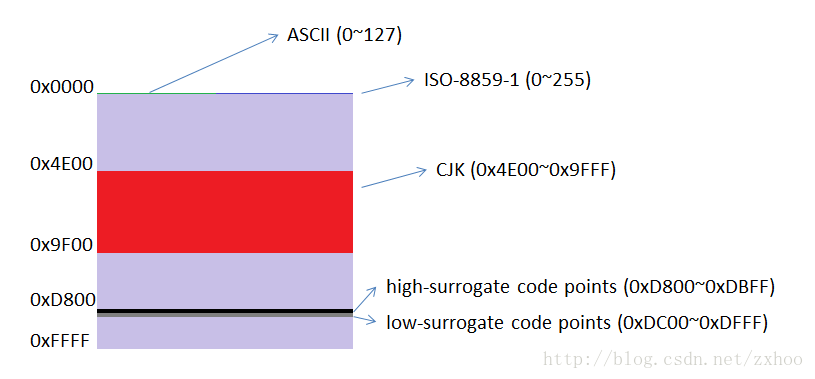 ASCII (0~127)
ISO-8859-1 (0~255)
0x0000
0x4E00
CJK (0x4E00~0x9FFF)
0x9F00
0xD800
high-surrogate code points (0xD800~0xDBFF)
low-surrogate code points (0xDC00~0xDFFF)
0xFFFF
http://blog.csdn.net/zxhoo